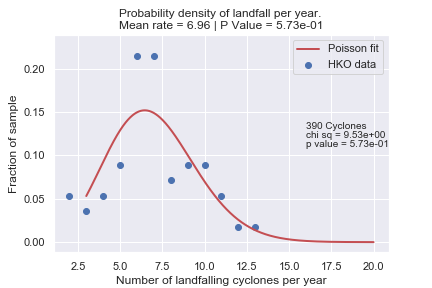 Probability density of landfall per year.
Mean rate = 6.96 | P Value = 5.73e-01
Poisson fit
HKO data
390 Cyclones
chi sq = 9.53e+00
p value = 5.73e-01
Fraction of sample
0.20
0.15
0.10
0.05
0.00
2.5 5.0 7.5 10.0 12.5 15.0 17.5 20.0
Number of landfalling cyclones per year